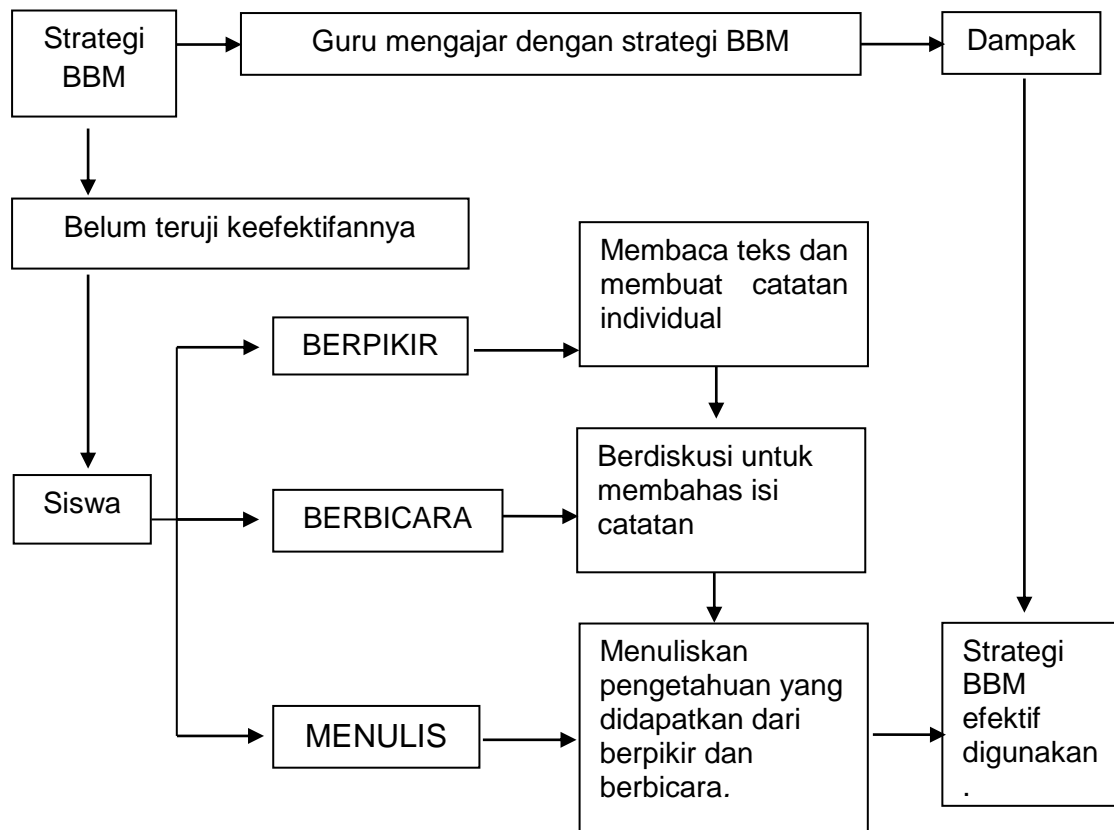 Strategi
BBM
Guru mengajar dengan strategi BBM
Dampak
Belum teruji keefektifannya
Membaca teks dan
membuat catatan
individual
BERPIKIR
Berdiskusi untuk
membahas isi
catatan
Siswa
BERBICARA
Menuliskan
pengetahuan yang
didapatkan dari
berpikir dan
berbicara.
MENULIS
Strategi
BBM
efektif
digunakan
.